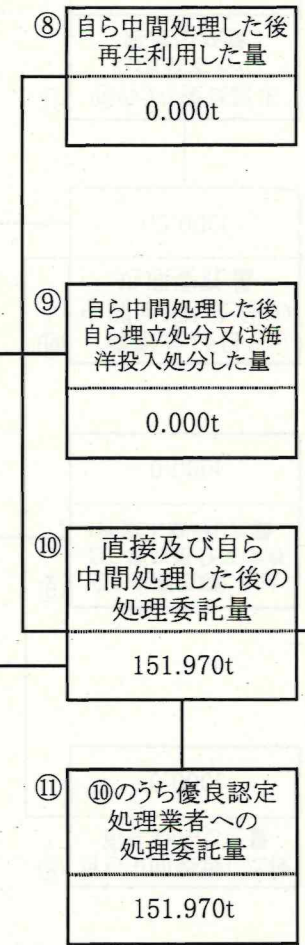 ⑧
自ら中間処理した後
再生利用した量
0.000t
⑨
自ら中間処理した後
自ら埋立処分又は海
洋投入処分した量
0.000t
⑩
直接及び自ら
中間処理した後の
処理委託量
151.970t
⑪
⑩のうち優良認定
処理業者への
処理委託量
151.970t